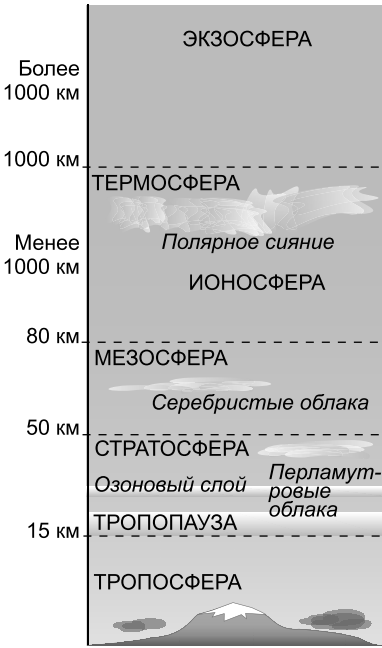 ЭКЗОСФЕРА
Более
1000 км
1000 км
ТЕРМОСФЕРА
Полярное сияние
Менее
1000 км
ИОНОСФЕРА
80 км
МЕЗОСФЕРА
Серебристые облака
50 км
СТРАТОСФЕРА
Перламут-
ровые
облака
Озоновый слой
ТРОПОПАУЗА
15 км
ТРОПОСФЕРА